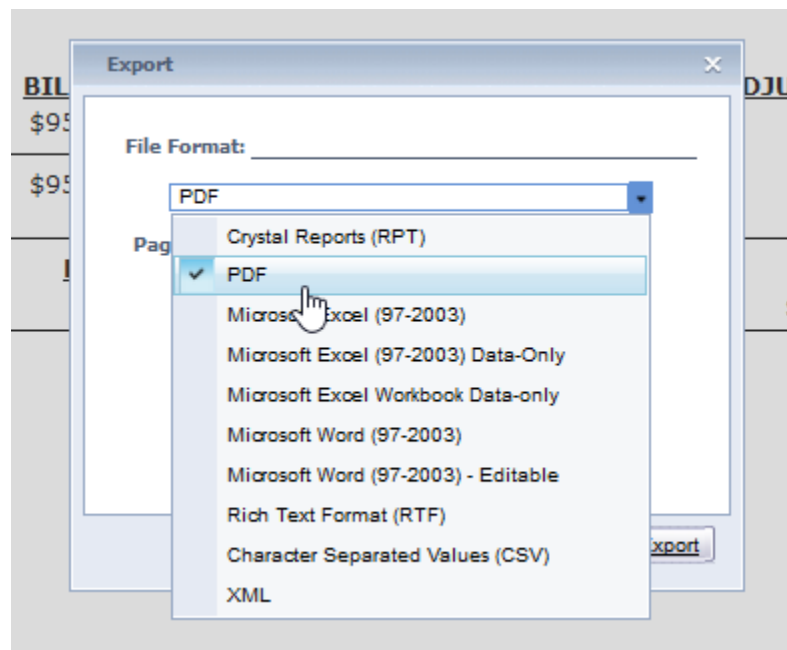 Export
BIL
DJU
$95
File Format:
$95
PDF
Pag
Crystal Reports (RPT)
PDF
Microsoft Excel (97-2003)
Microsoft Excel (97-2003) Data-Only
Microsoft Excel Workbook Data-only
Microsoft Word (97-2003)
Microsoft Word (97-2003) - Editable
Rich Text Format (RTF)
Character Separated Values (CSV)
xport
XML